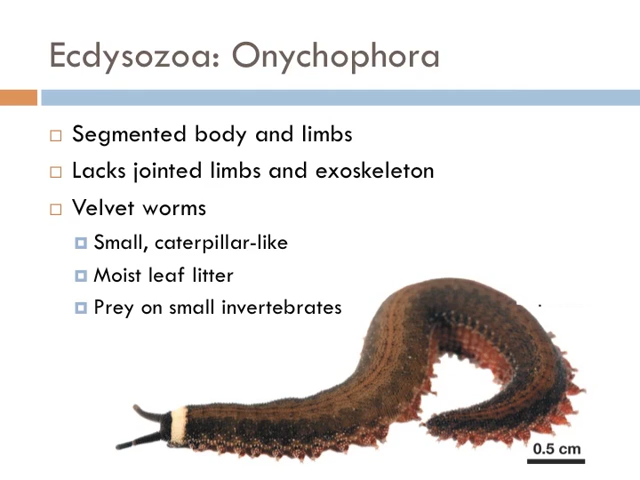 Ecdysozoa: Onychophora
Segmented body and limbs
Lacks jointed limbs and exoskeleton
Velvet worms
Small, caterpillar-like
Moist leaf litter
Prey on small invertebrates
0.5 cm